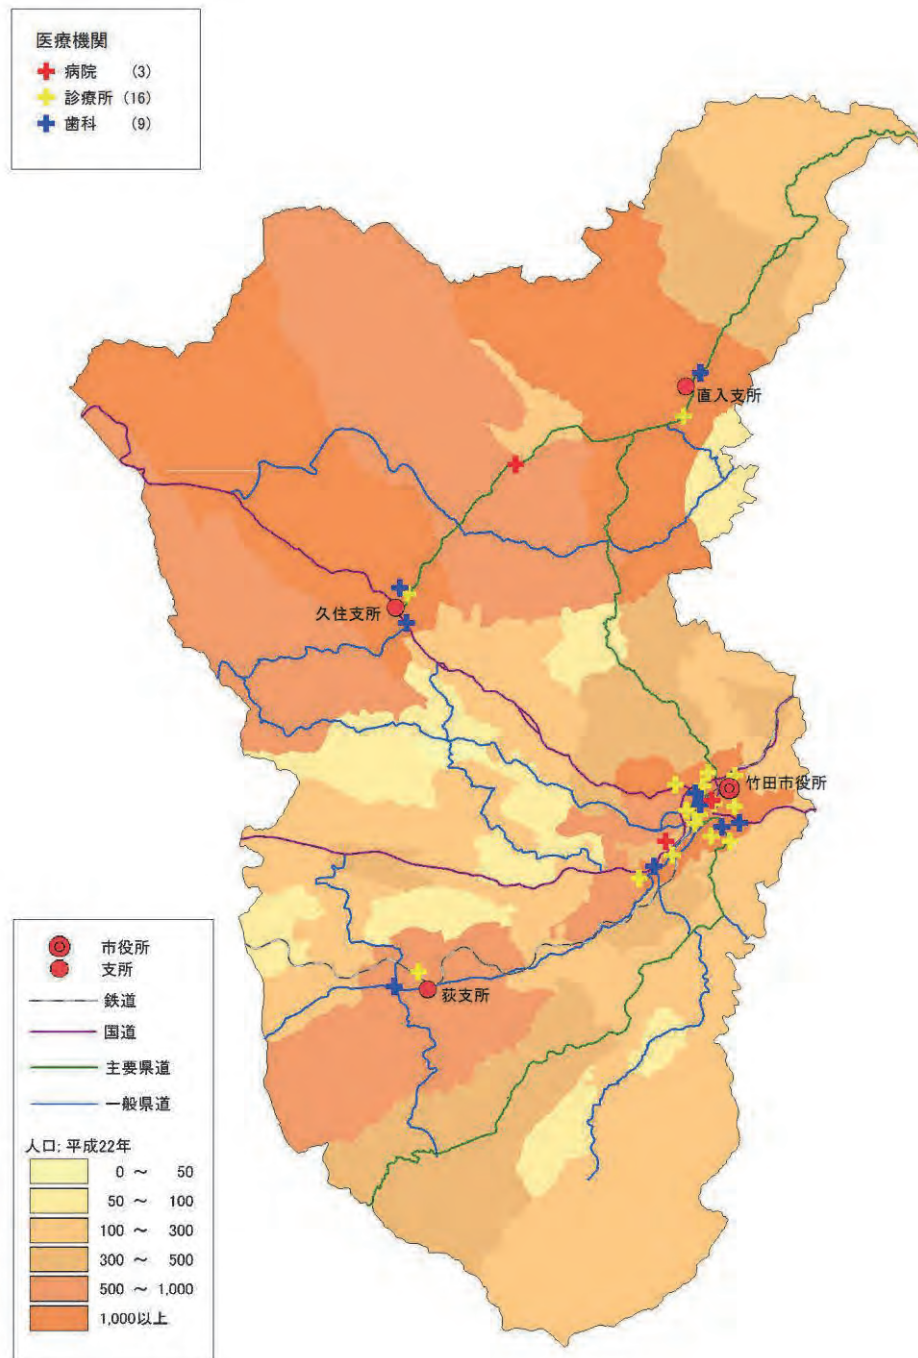 医療機関
病院 (3)
診療所 (16)
歯科 (9)
直入支所
久住支所
竹田市役所
荻支所
市役所
支所
鉄道
国道
主要県道
一般県道
人口; 平成22年
0 ～ 50
50 ～ 100
100 ～ 300
300 ～ 500
500 ～ 1,000
1,000以上